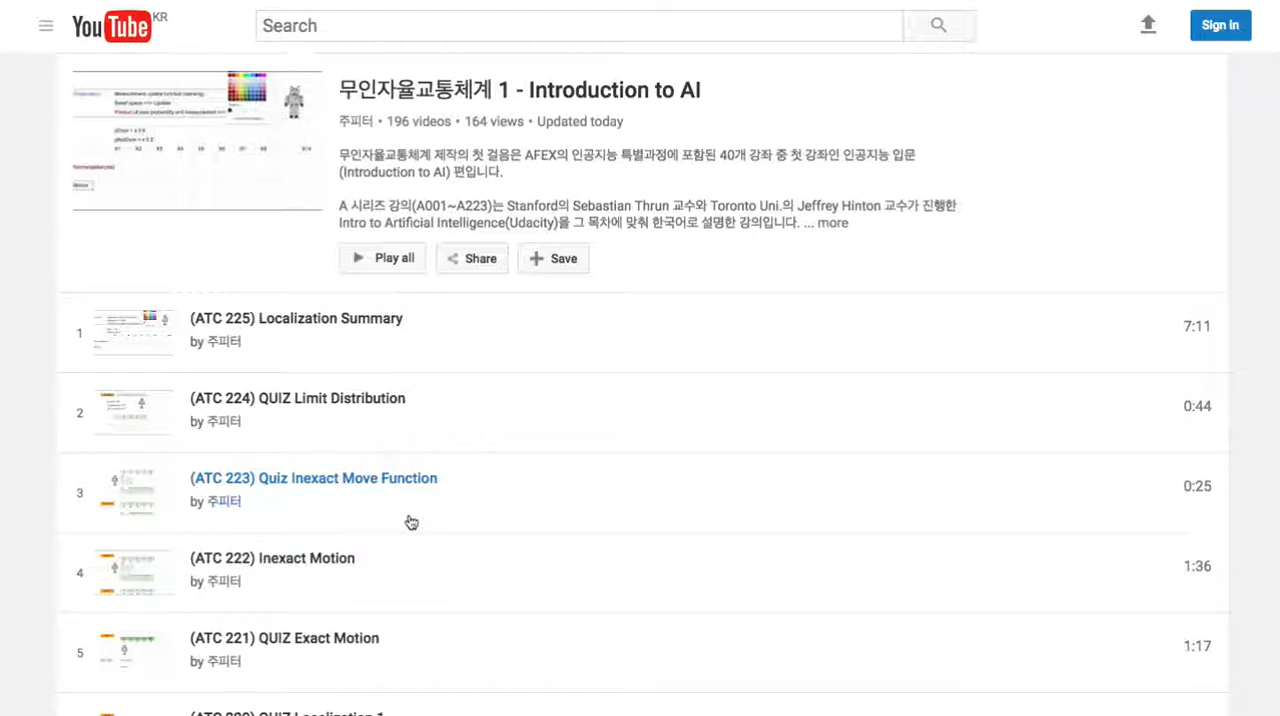 YouTube KR
Search
Sign in
무인자율교통체계 1 - Introduction to AI
주피터 • 196 videos • 164 views • Updated today
무인자율교통체계 제작의 첫 걸음은 AFEX의 인공지능 특별과정에 포함된 40개 강좌 중 첫 강좌인 인공지능 입문
(Introduction to AI) 편입니다.
A 시리즈 강의(A001~A223)는 Stanford의 Sebastian Thrun 교수와 Toronto Uni.의 Jeffrey Hinton 교수가 진행한
Intro to Artificial Intelligence(Udacity)을 그 목차에 맞춰 한국어로 설명한 강의입니다. ... more
Play all
Share
Save
1
(ATC 225) Localization Summary
by 주피터
7:11
2
(ATC 224) QUIZ Limit Distribution
by 주피터
0:44
3
(ATC 223) Quiz Inexact Move Function
by 주피터
0:25
4
(ATC 222) Inexact Motion
by 주피터
1:36
5
(ATC 221) QUIZ Exact Motion
by 주피터
1:17